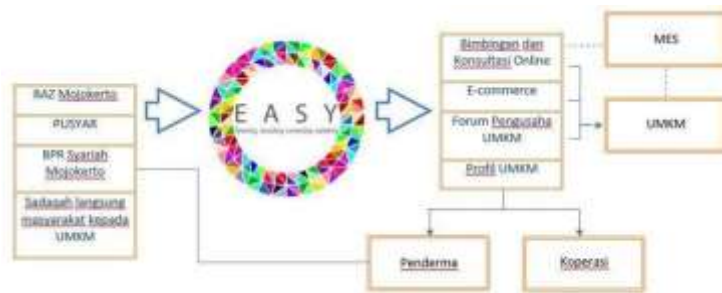 BAZ Mojokerto
PUSYAR
BPR Syariah
Mojokerto
Sadaqah langsung
masyarakat kepada
UMKM
E A S Y
Bimbingan dan
Konsultasi Online
E-commerce
Forum Pengusaha
UMKM
Profil UMKM
MES
UMKM
Penderma
Koperasi